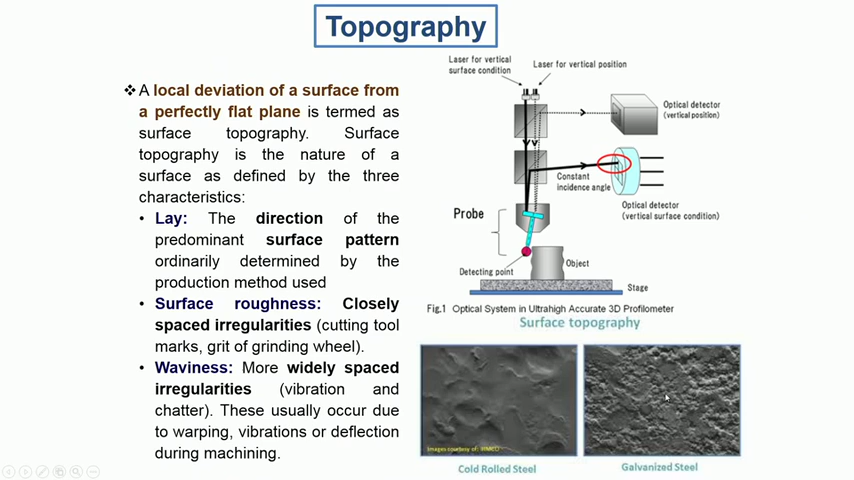 Topography
❖A local deviation of a surface from
a perfectly flat plane is termed as
surface topography. Surface
topography is the nature of a
surface as defined by the three
characteristics:
• Lay: The direction of the
predominant surface pattern
ordinarily determined by the
production method used
• Surface roughness: Closely
spaced irregularities (cutting tool
marks, grit of grinding wheel).
• Waviness: More widely spaced
irregularities (vibration and
chatter). These usually occur due
to warping, vibrations or deflection
during machining.
Laser for vertical
surface condition
Laser for vertical position
Optical detector
(vertical position)
Constant
incidence angle
Optical detector
(vertical surface condition)
Probe
Object
Detecting point
Stage
Fig.1 Optical System in Ultrahigh Accurate 3D Profilometer
Surface topography
Images courtesy of:
Cold Rolled Steel
Galvanized Steel